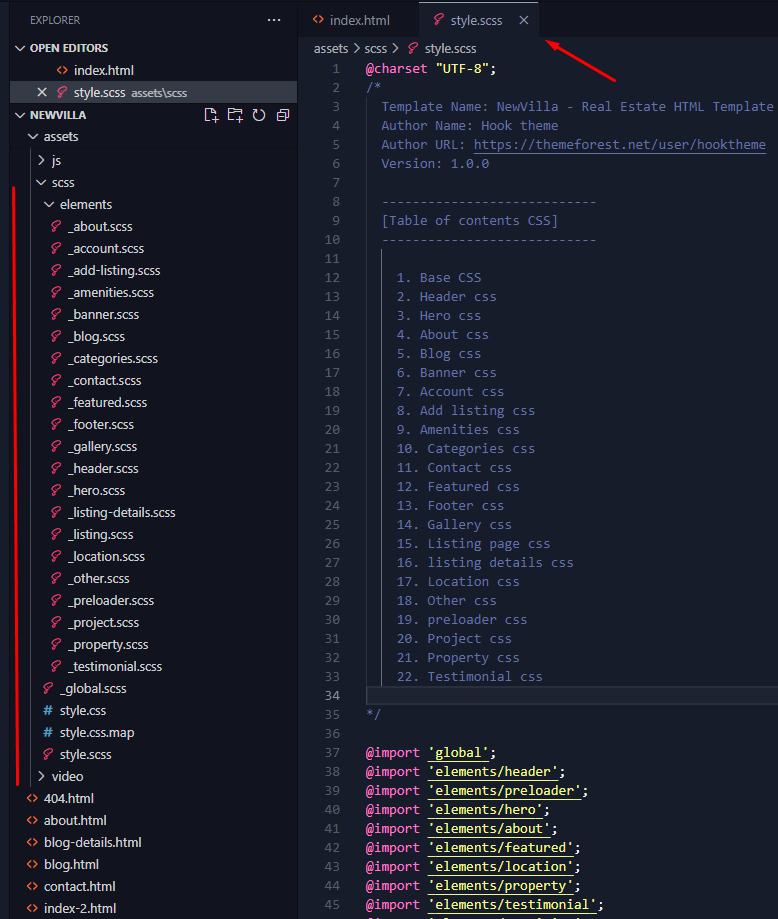 EXPLORER
OPEN EDITORS
index.html
style.scss assets\scss
NEWVILLA
assets
js
scss
elements
_about.scss
_account.scss
_add-listing.scss
_amenities.scss
_banner.scss
_blog.scss
_categories.scss
_contact.scss
_featured.scss
_footer.scss
_gallery.scss
_header.scss
_hero.scss
_listing-details.scss
_listing.scss
_location.scss
_other.scss
_preloader.scss
_project.scss
_property.scss
_testimonial.scss
_global.scss
style.css
style.css.map
style.scss
video
404.html
about.html
blog-details.html
blog.html
contact.html
index-2.html
index.html style.scss
assets > scss > style.scss
1 @charset "UTF-8";
2 /*
3 Template Name: NewVilla - Real Estate HTML Template
4 Author Name: Hook theme
5 Author URL: https://themeforest.net/user/hooktheme
6 Version: 1.0.0
7
8 ----------------------------
9 [Table of contents CSS]
10 ----------------------------
11
12 1. Base CSS
13 2. Header css
14 3. Hero css
15 4. About css
16 5. Blog css
17 6. Banner css
18 7. Account css
19 8. Add listing css
20 9. Amenities css
21 10. Categories css
22 11. Contact css
23 12. Featured css
24 13. Footer css
25 14. Gallery css
26 15. Listing page css
27 16. listing details css
28 17. Location css
29 18. Other css
30 19. preloader css
31 20. Project css
32 21. Property css
33 22. Testimonial css
34
35 */
36
37 @import 'global';
38 @import 'elements/header';
39 @import 'elements/preloader';
40 @import 'elements/hero';
41 @import 'elements/about';
42 @import 'elements/featured';
43 @import 'elements/location';
44 @import 'elements/property';
45 @import 'elements/testimonial';